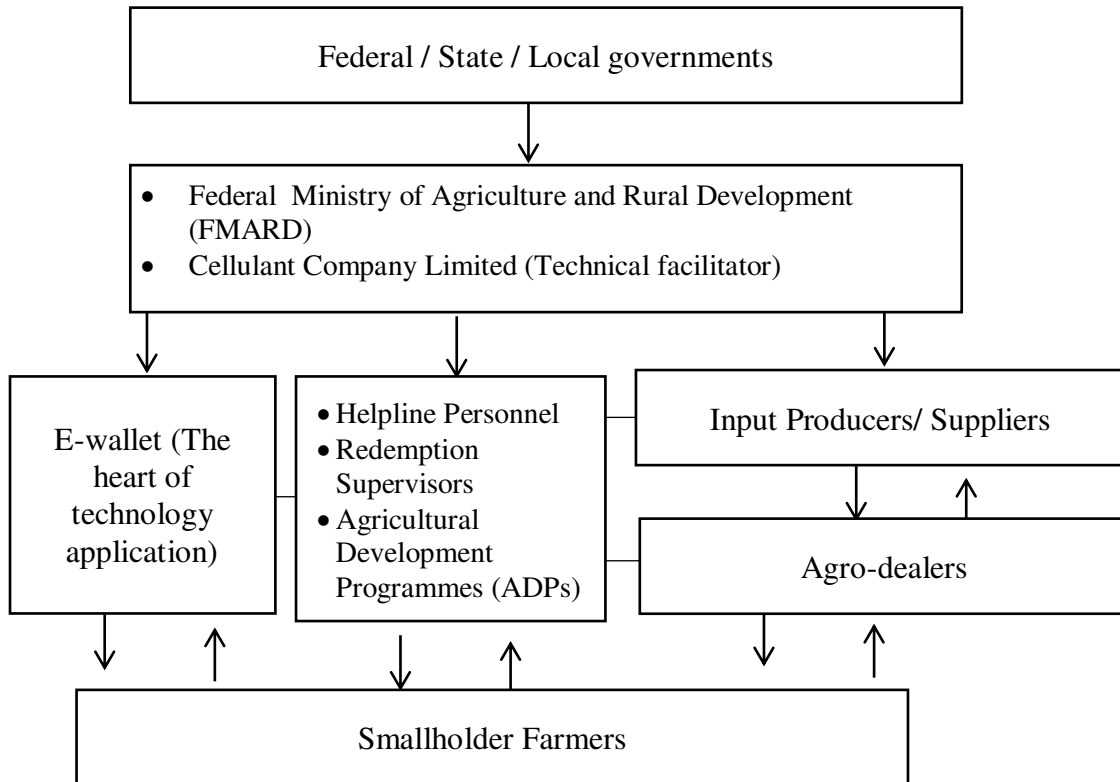 Federal / State / Local governments
• Federal Ministry of Agriculture and Rural Development
(FMARD)
• Cellulant Company Limited (Technical facilitator)
E-wallet (The
heart of
technology
application)
• Helpline Personnel
• Redemption
Supervisors
• Agricultural
Development
Programmes (ADPs)
Input Producers/ Suppliers
Agro-dealers
Smallholder Farmers